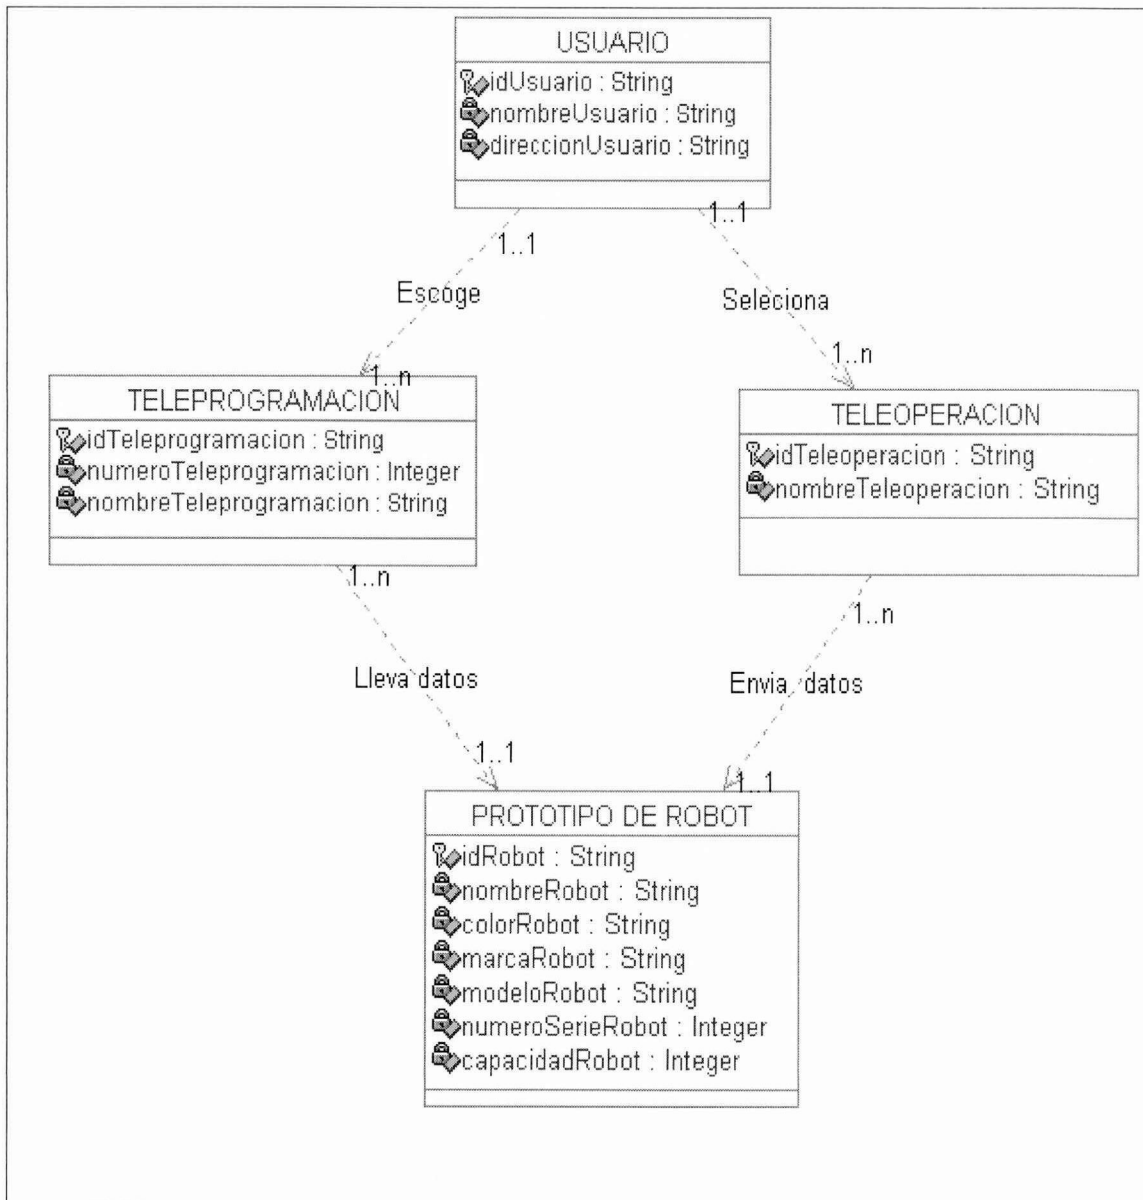 USUARIO
idUsuario : String
nombreUsuario : String
direccionUsuario : String
1..1
1..1
Escoge
Seleciona
1..n
1..n
TELEPROGRAMACION
idTeleprogramacion : String
numeroTeleprogramacion : Integer
nombreTeleprogramacion : String
TELEOPERACION
idTeleoperacion : String
nombreTeleoperacion : String
1..n
1..n
Lleva datos
Envia datos
1..1
1..1
PROTOTIPO DE ROBOT
idRobot : String
nombreRobot : String
colorRobot : String
marcaRobot : String
modeloRobot : String
numeroSerieRobot : Integer
capacidadRobot : Integer